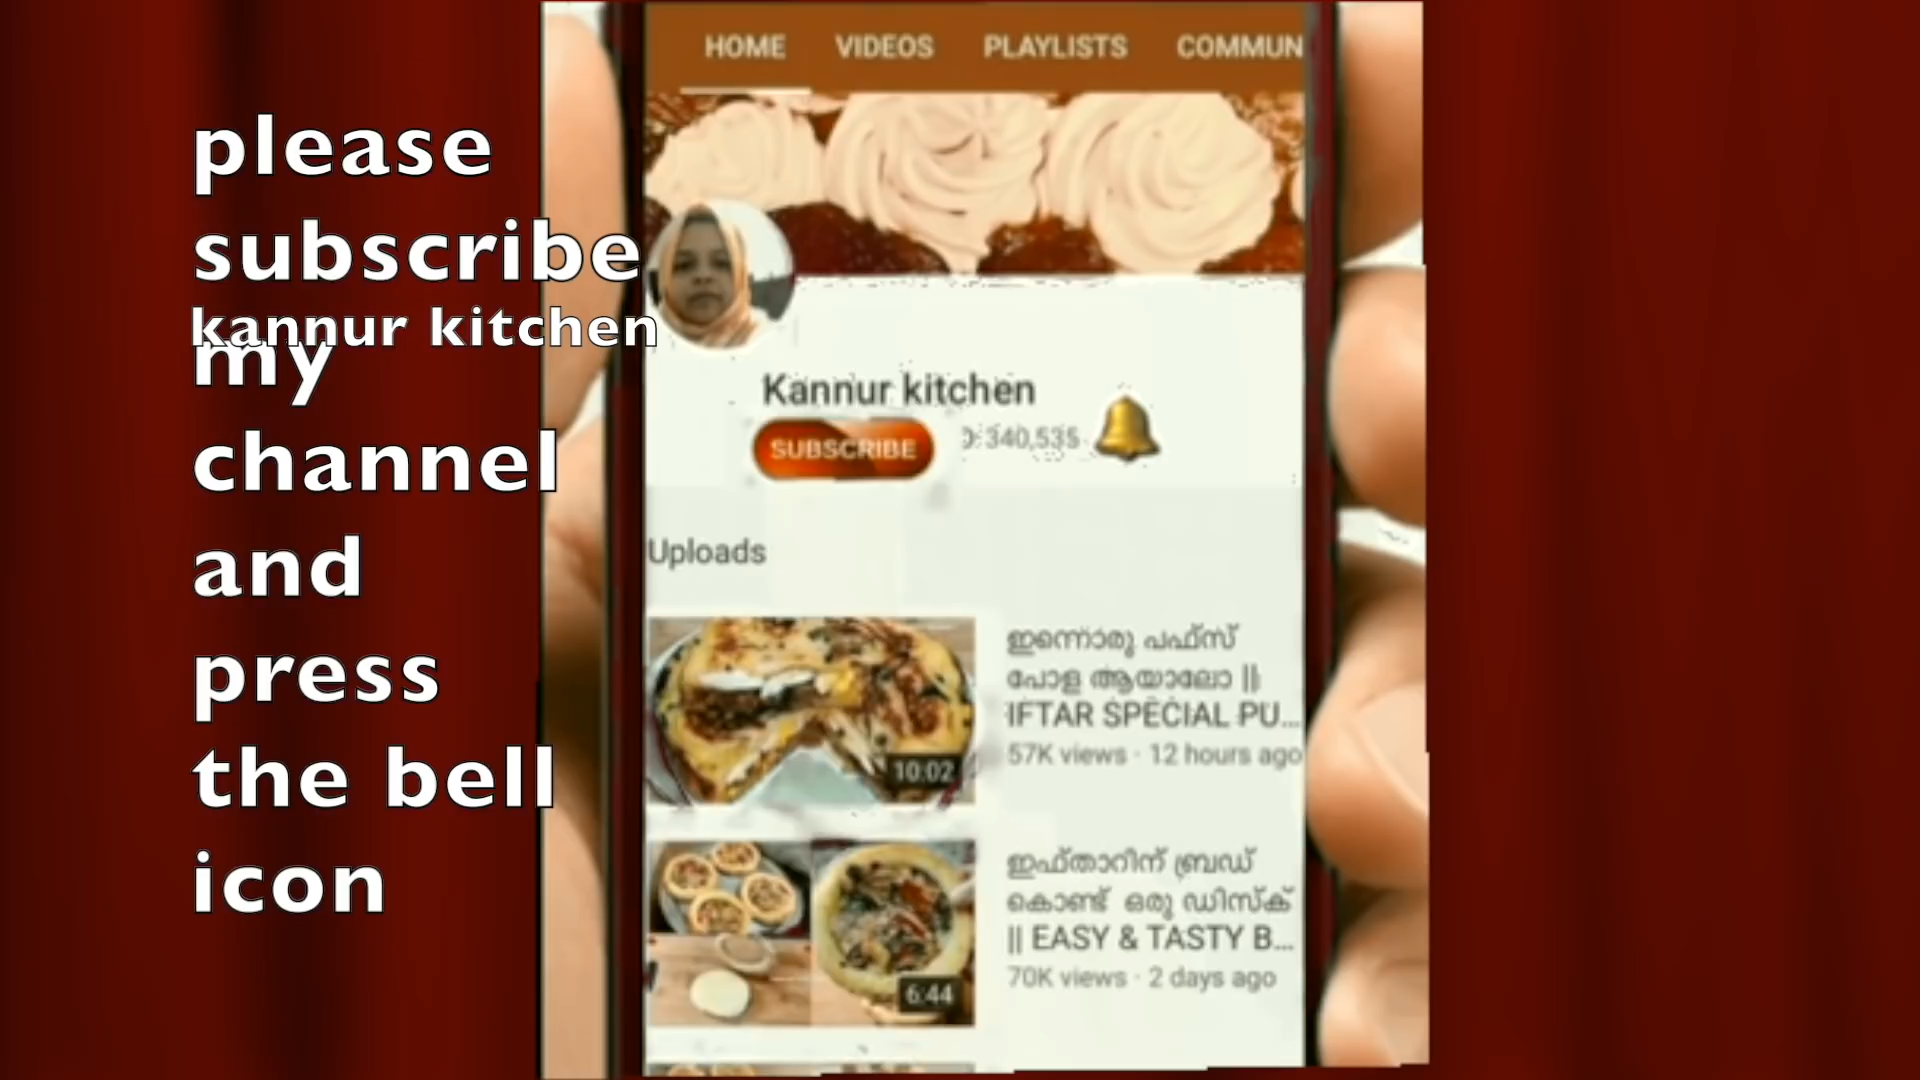 please
subscribe
kannur kitchen
my
channel
and
press
the bell
icon
HOME VIDEOS PLAYLISTS COMMUN
Kannur kitchen
SUBSCRIBE 340,535
Uploads
ഇന്നൊരു പഫ്സ്
പോള ആയാലോ ||
IFTAR SPECIAL PU...
57K views · 12 hours ago
10:02
ഇഫ്താറിന് ബ്രഡ്
കൊണ്ട് ഒരു ഡിസ്ക്
|| EASY & TASTY B...
70K views · 2 days ago
6:44